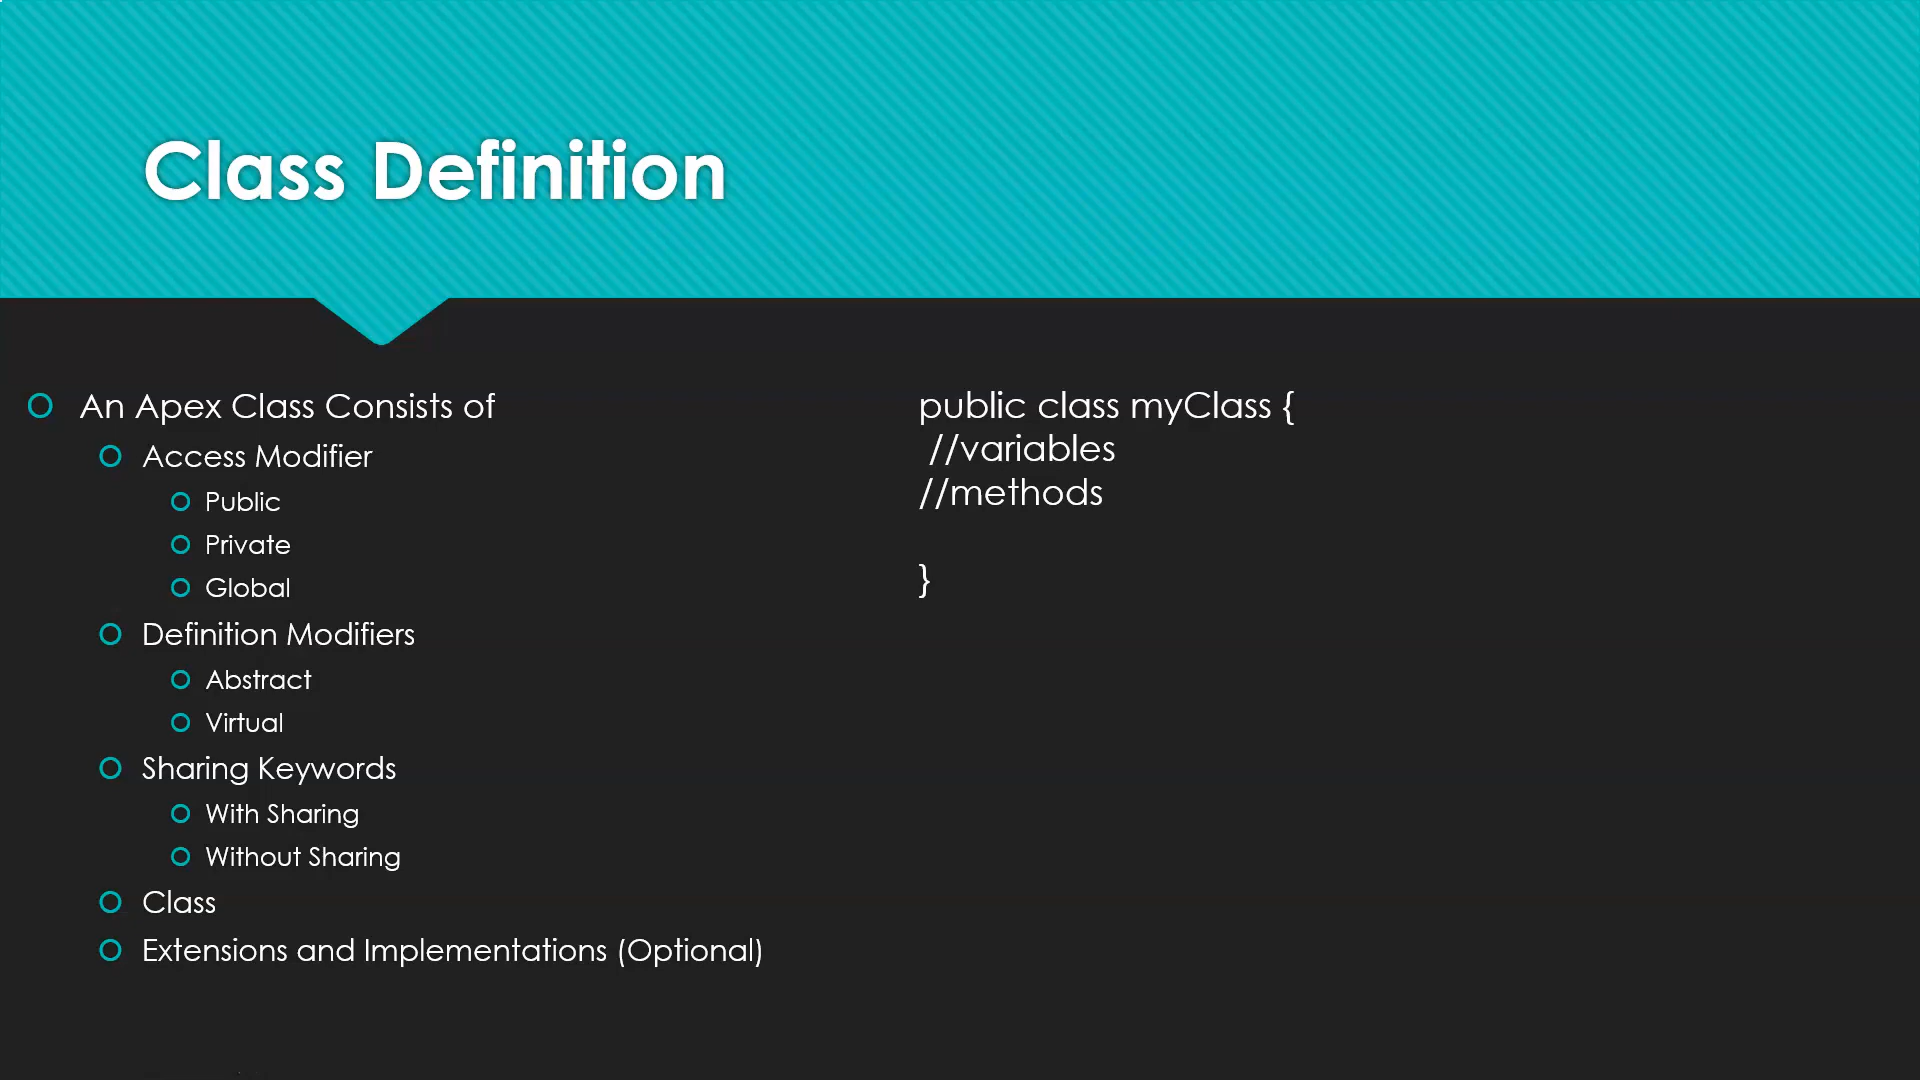 Class Definition
An Apex Class Consists of
Access Modifier
Public
Private
Global
Definition Modifiers
Abstract
Virtual
Sharing Keywords
With Sharing
Without Sharing
Class
Extensions and Implementations (Optional)
public class myClass {
//variables
//methods
}